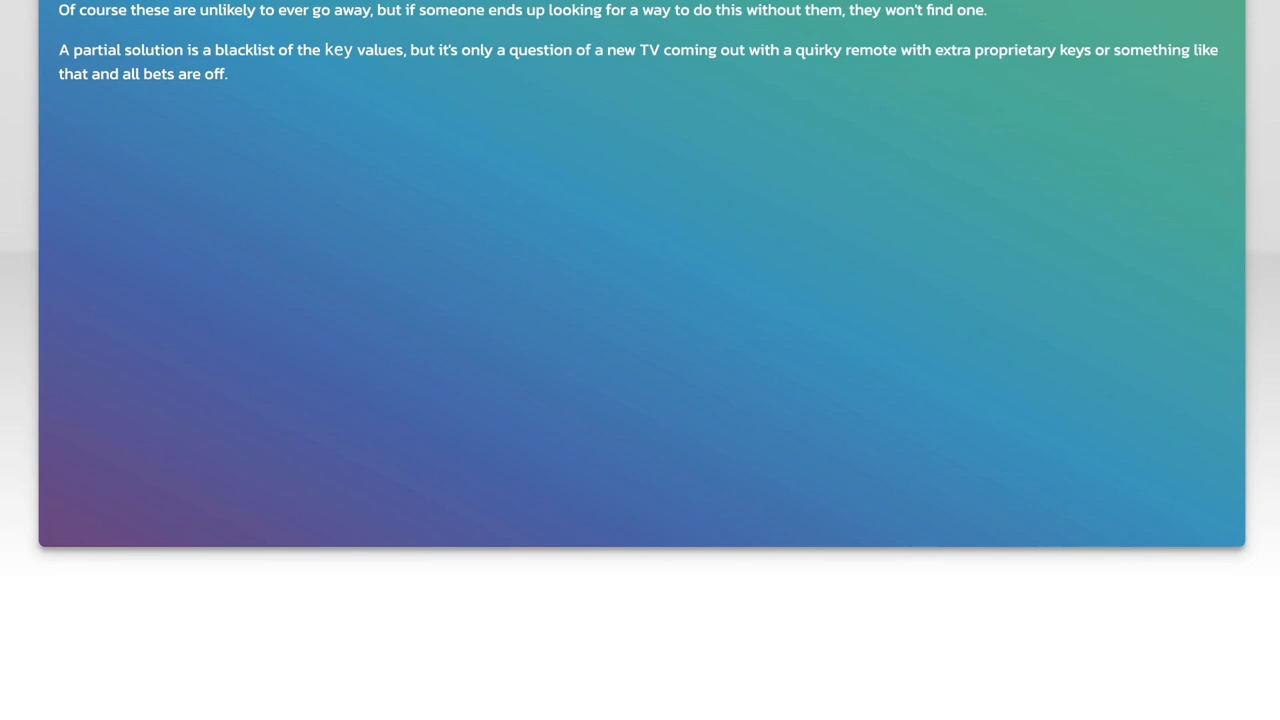 Of course these are unlikely to ever go away, but if someone ends up looking for a way to do this without them, they won't find one.
A partial solution is a blacklist of the key values, but it's only a question of a new TV coming out with a quirky remote with extra proprietary keys or something like
that and all bets are off.